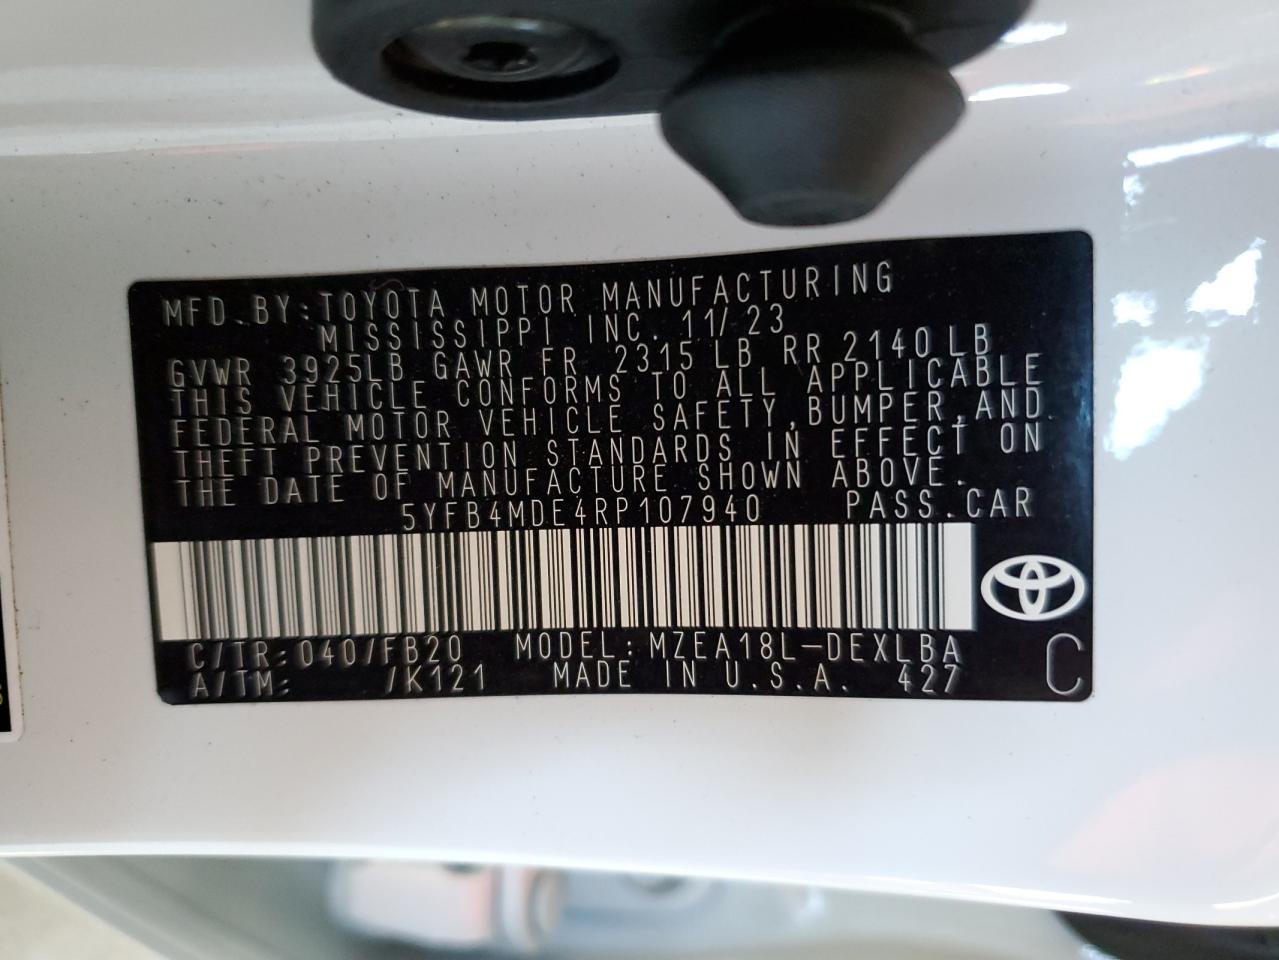 MFD. BY: TOYOTA MOTOR MANUFACTURING
MISSISSIPPI INC. 11/ 23
GVWR 3925LB GAWR FR 2315 LB RR 2140 LB
THIS VEHICLE CONFORMS TO ALL APPLICABLE
FEDERAL MOTOR VEHICLE SAFETY, BUMPER, AND
THEFT PREVENTION STANDARDS IN EFFECT ON
THE DATE OF MANUFACTURE SHOWN ABOVE.
5YFB4MDE4RP107940 PASS. CAR
C/TR: 040/FB20 MODEL: MZEA18L-DEXLBA
A/TM: /K121 MADE IN U.S.A. 427 C